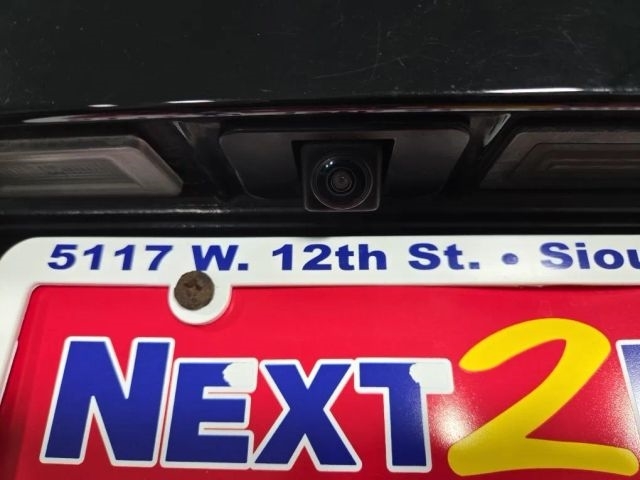 5117 W. 12th St. • Siou
NEXT2